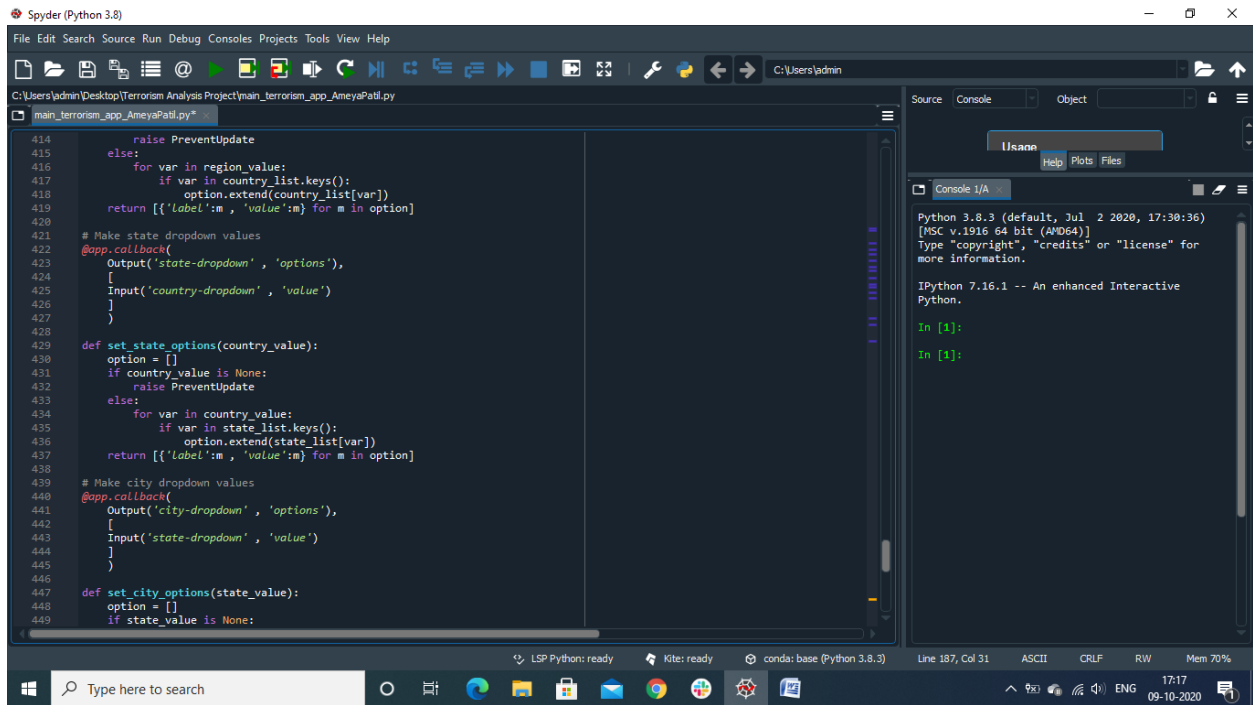 Spyder (Python 3.8)
File Edit Search Source Run Debug Consoles Projects Tools View Help
C:\Users\admin
C:\Users\admin\Desktop\Terrorism Analysis Project\main_terrorism_app_AmeyaPatil.py
main_terrorism_app_AmeyaPatil.py*
414 raise PreventUpdate
415 else:
416 for var in region_value:
417 if var in country_list.keys():
418 option.extend(country_list[var])
419 return [{'label':m , 'value':m} for m in option]
420
421 # Make state dropdown values
422 @app.callback(
423 Output('state-dropdown' , 'options'),
424 [
425 Input('country-dropdown' , 'value')
426 ]
427 )
428
429 def set_state_options(country_value):
430 option = []
431 if country_value is None:
432 raise PreventUpdate
433 else:
434 for var in country_value:
435 if var in state_list.keys():
436 option.extend(state_list[var])
437 return [{'label':m , 'value':m} for m in option]
438
439 # Make city dropdown values
440 @app.callback(
441 Output('city-dropdown' , 'options'),
442 [
443 Input('state-dropdown' , 'value')
444 ]
445 )
446
447 def set_city_options(state_value):
448 option = []
449 if state_value is None:
Source Console Object
Usage
Help Plots Files
Console 1/A
Python 3.8.3 (default, Jul 2 2020, 17:30:36)
[MSC v.1916 64 bit (AMD64)]
Type "copyright", "credits" or "license" for
more information.
IPython 7.16.1 -- An enhanced Interactive
Python.
In [1]:
In [1]:
LSP Python: ready Kite: ready conda: base (Python 3.8.3) Line 187, Col 31 ASCII CRLF RW Mem 70%
Type here to search
ENG
17:17
09-10-2020
1